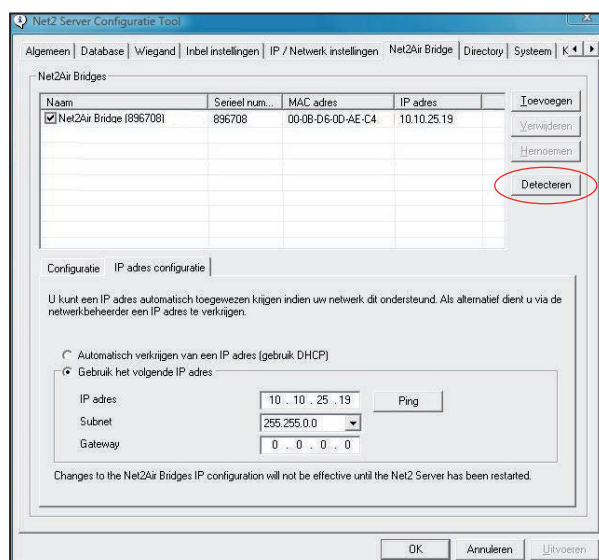 Net2 Server Configuratie Tool
Algemeen Database Wiegand Inbel instellingen IP / Netwerk instellingen Net2Air Bridge Directory Systeem K
Net2Air Bridges
Naam Serieel num... MAC adres IP adres
Net2Air Bridge (896708) 896708 00-0B-D6-0D-AE-C4 10.10.25.19
Toevoegen
Verwijderen
Hernoemen
Detecteren
Configuratie IP adres configuratie
U kunt een IP adres automatisch toegewezen krijgen indien uw netwerk dit ondersteund. Als alternatief dient u via de
netwerkbeheerder een IP adres te verkrijgen.
Automatisch verkrijgen van een IP adres (gebruik DHCP)
Gebruik het volgende IP adres
IP adres 10 . 10 . 25 . 19 Ping
Subnet 255.255.0.0
Gateway 0 . 0 . 0 . 0
Changes to the Net2Air Bridges IP configuration will not be effective until the Net2 Server has been restarted.
OK Annuleren Uitvoeren